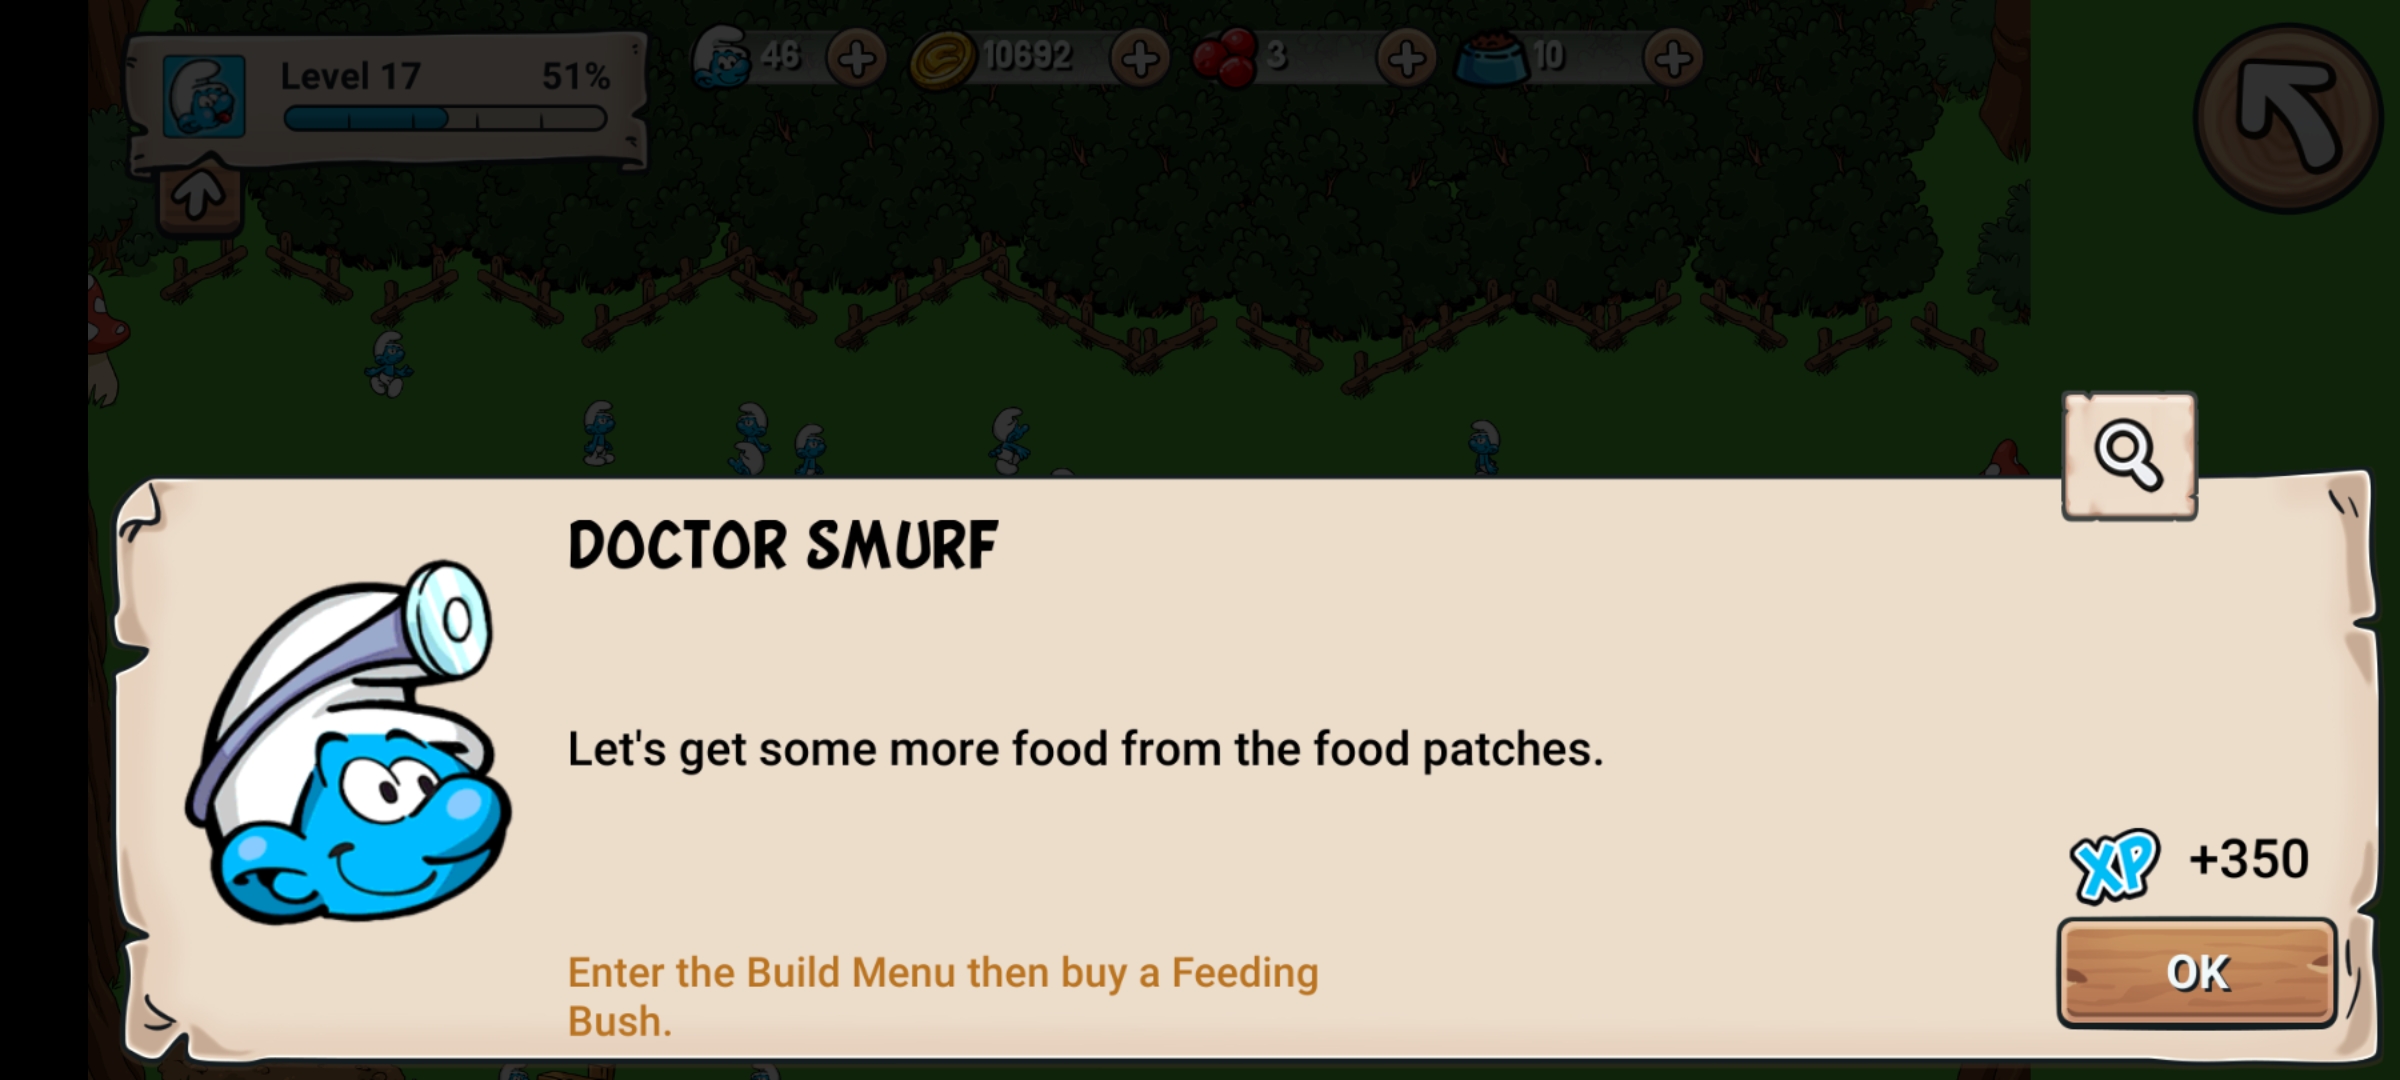 Level 17 51%
46 10692 3 10
DOCTOR SMURF
Let's get some more food from the food patches.
XP +350
OK
Enter the Build Menu then buy a Feeding
Bush.